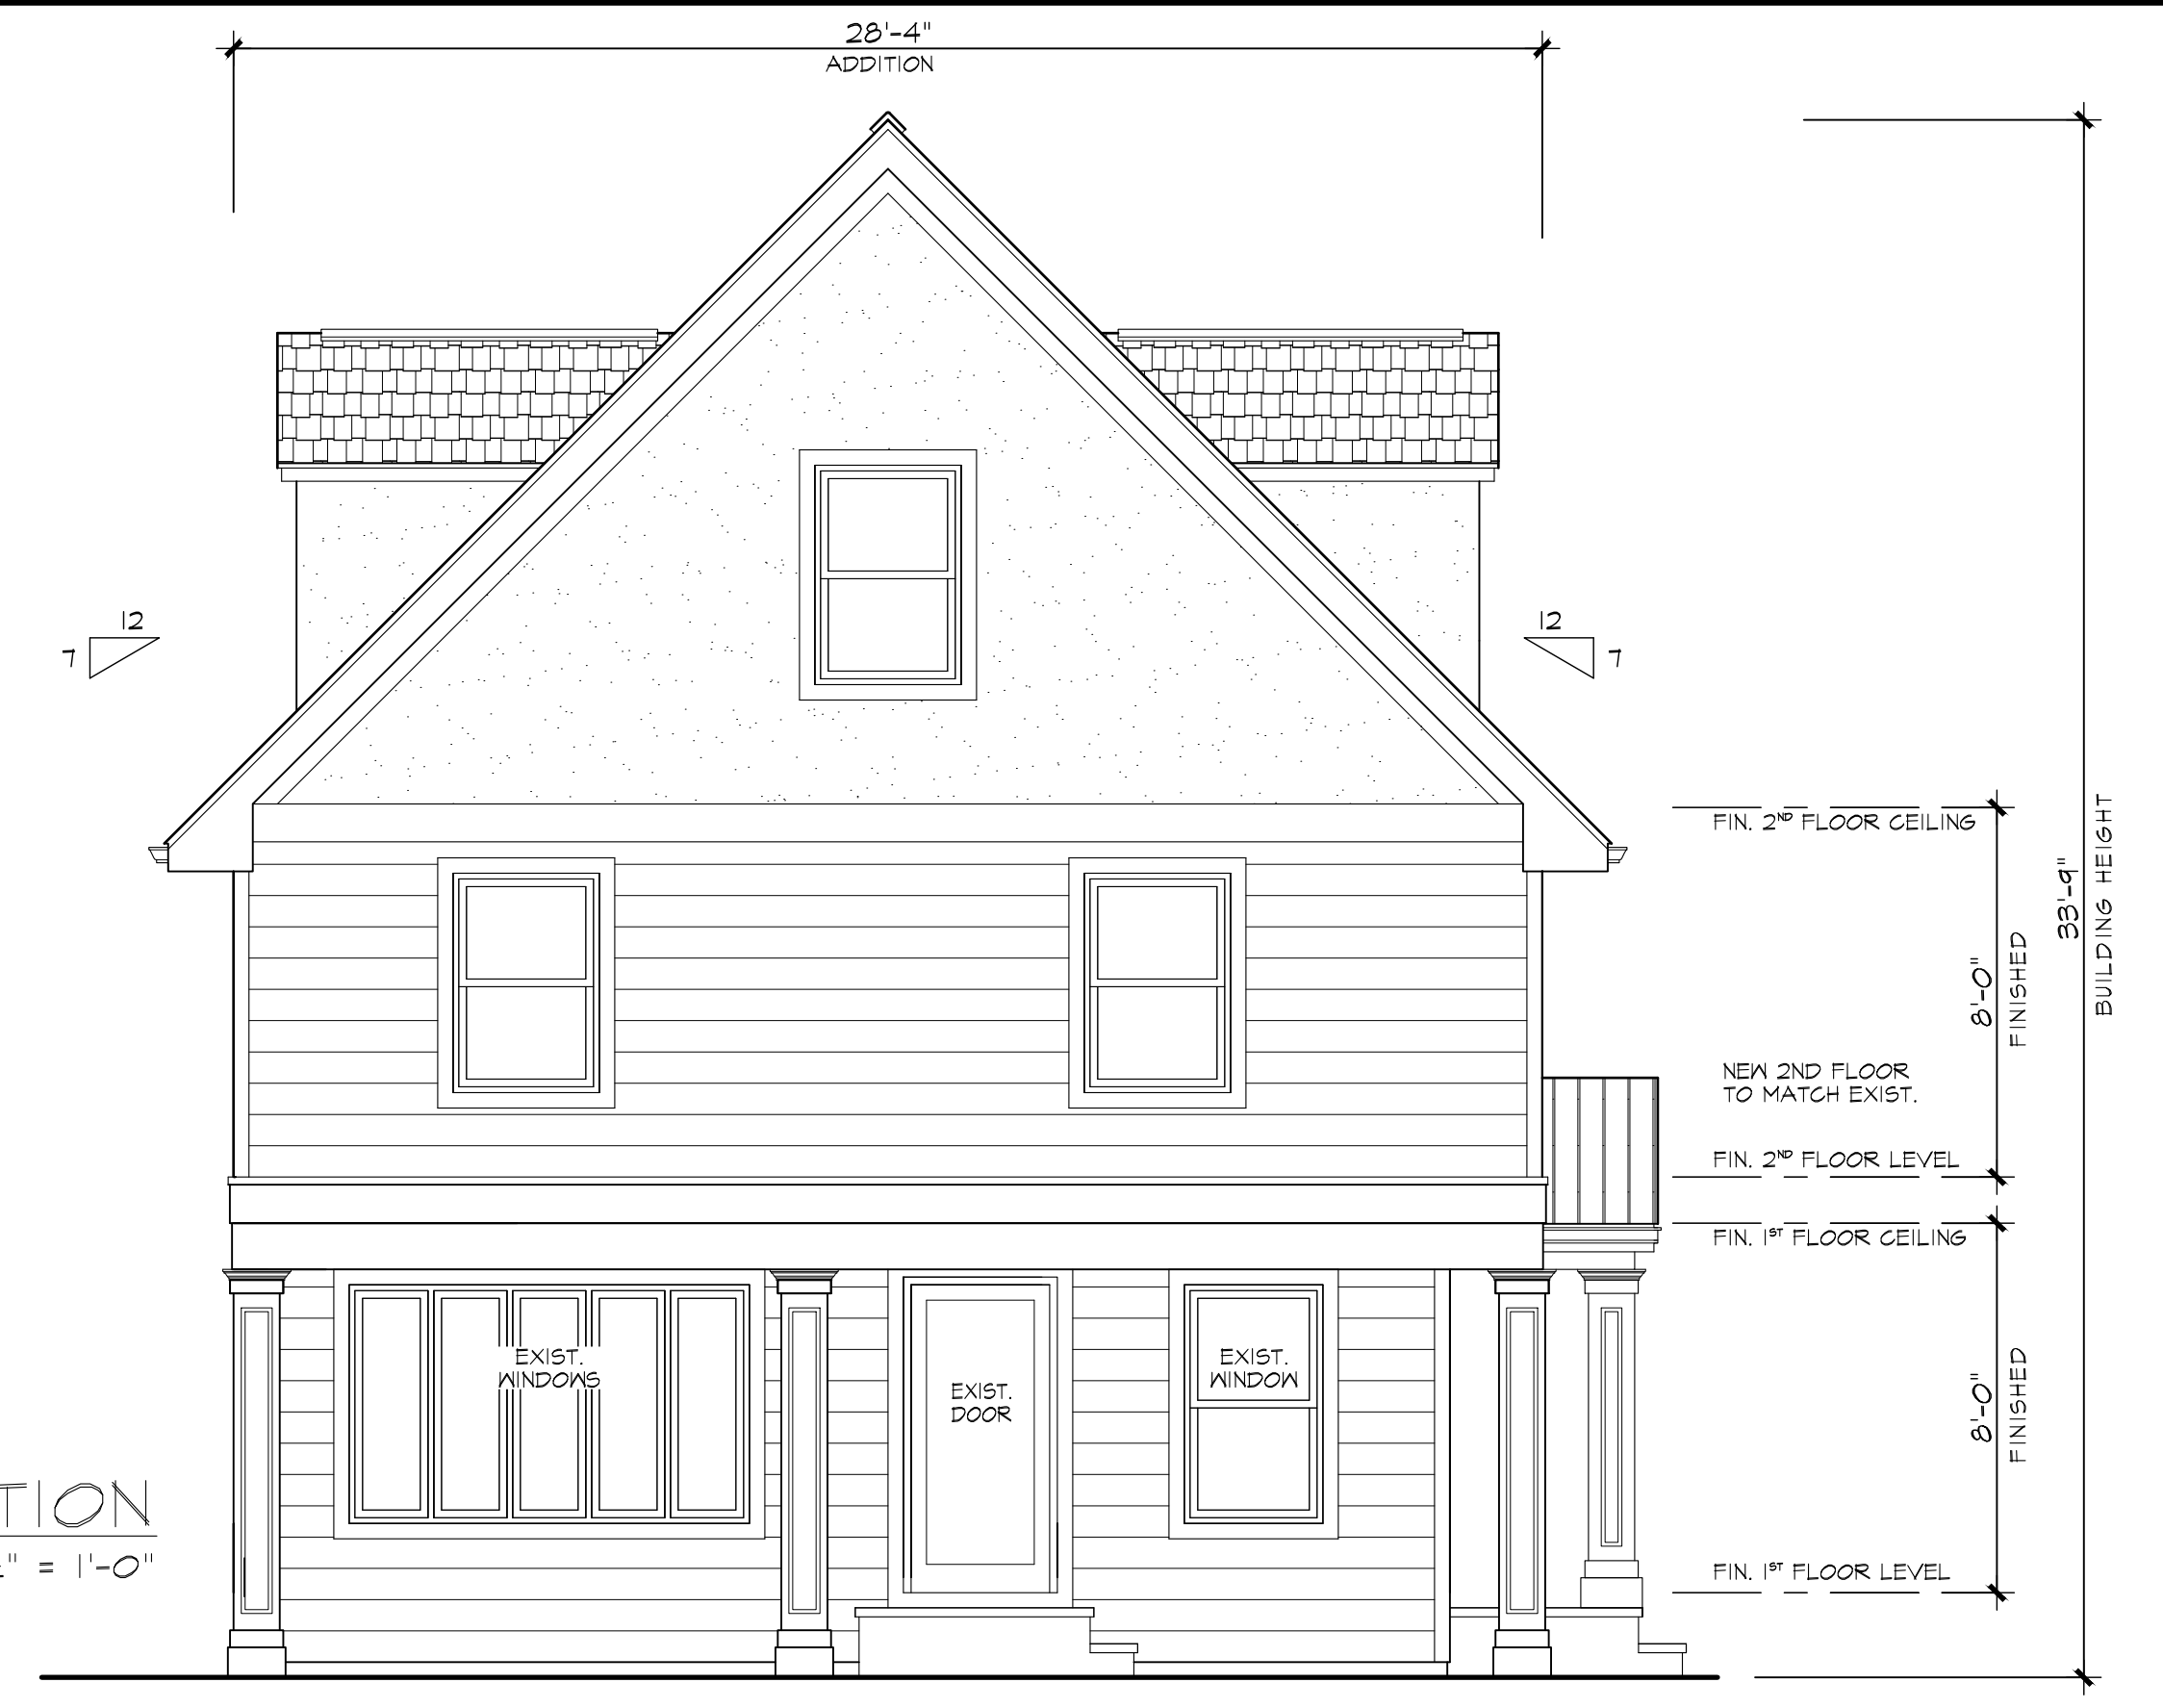 28'-4"
ADDITION
12
7
12
7
FIN. 2ND FLOOR CEILING
33'-9"
BUILDING HEIGHT
8'-0"
FINISHED
NEW 2ND FLOOR
TO MATCH EXIST.
FIN. 2ND FLOOR LEVEL
FIN. 1ST FLOOR CEILING
EXIST.
WINDOWS
EXIST.
DOOR
EXIST.
WINDOW
8'-0"
FINISHED
TION
" = 1'-0"
FIN. 1ST FLOOR LEVEL